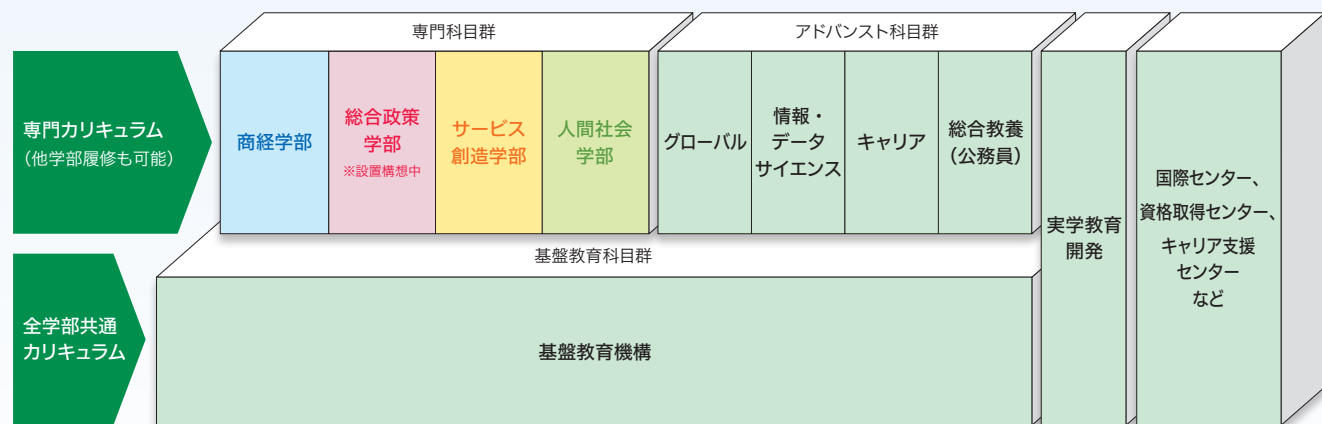 専門科目群
アドバンスト科目群
専門カリキュラム
（他学部履修も可能）
商経学部
総合政策
学部
※設置構想中
サービス
創造学部
人間社会
学部
グローバル
情報・
データ
サイエンス
キャリア
総合教養
（公務員）
実学教育
開発
国際センター、
資格取得センター、
キャリア支援
センター
など
基盤教育科目群
全学部共通
カリキュラム
基盤教育機構